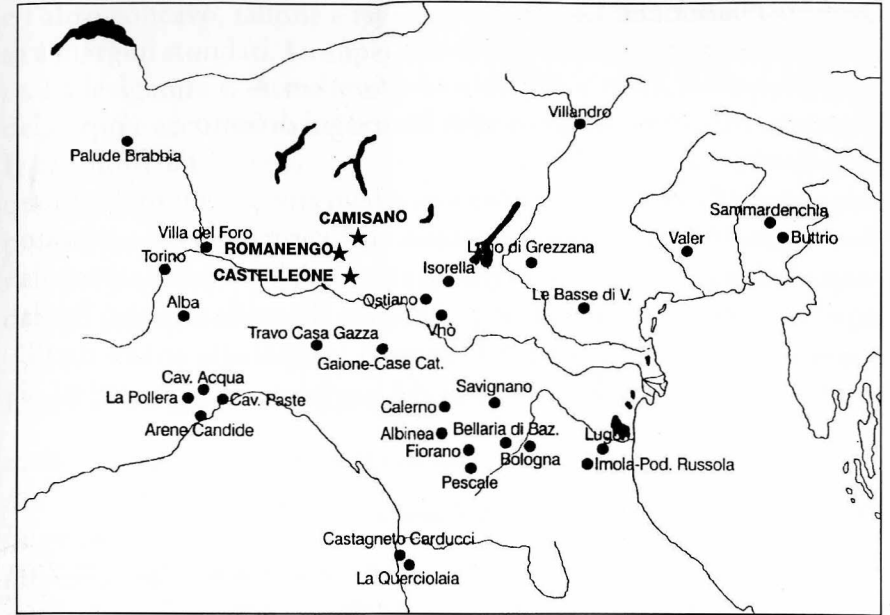 Villandro
Palude Brabbia
Sammardenchia
CAMISANO
Buttrio
Villa del Foro
Valer
ROMANENGO
Lugo di Grezzana
Torino
Isorella
CASTELLEONE
Alba
Ostiano
Le Basse di V.
Vhò
Travo Casa Gazza
Gaione-Case Cat.
Cav. Acqua
Savignano
La Pollera
Cav. Paste
Calerno
Arene Candide
Albinea
Bellaria di Baz.
Fiorano
Bologna
Imola-Pod. Russola
Pescale
Castagneto Carducci
La Querciolaia